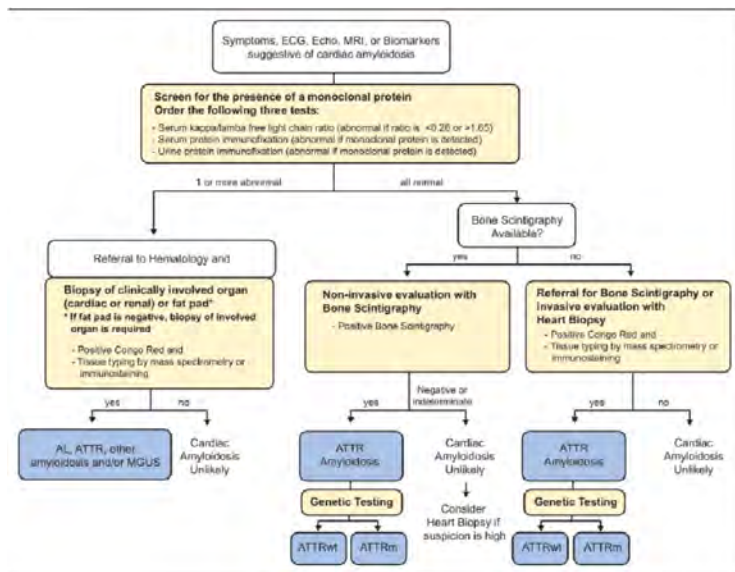 Symptoms, ECG, Echo, MRI, or Biomarkers
suggestive of cardiac amyloidosis
Screen for the presence of a monoclonal protein
Order the following three tests:
- Serum kappa/lamba free light chain ratio (abnormal if ratio is <0.26 or >1.65)
- Serum protein immunofixation (abnormal if monoclonal protein is detected)
- Urine protein immunofixation (abnormal if monoclonal protein is detected)
1 or more abnormal
all normal
Referral to Hematology and
Biopsy of clinically involved organ
(cardiac or renal) or fat pad*
* If fat pad is negative, biopsy of involved
organ is required
- Positive Congo Red and
- Tissue typing by mass spectrometry or
immunostaining
yes
no
AL, ATTR, other
amyloidosis and/or MGUS
Cardiac
Amyloidosis
Unlikely
Bone Scintigraphy
Available?
yes
no
Non-invasive evaluation with
Bone Scintigraphy
- Positive Bone Scintigraphy
yes
Negative or
indeterminate
ATTR
Amyloidosis
Genetic Testing
ATTRwt
ATTRm
Cardiac
Amyloidosis
Unlikely
Consider
Heart Biopsy if
suspicion is high
Referral for Bone Scintigraphy or
Invasive evaluation with
Heart Biopsy
- Positive Congo Red and
- Tissue typing by mass spectrometry or
immunostaining
yes
no
ATTR
Amyloidosis
Genetic Testing
ATTRwt
ATTRm
Cardiac
Amyloidosis
Unlikely